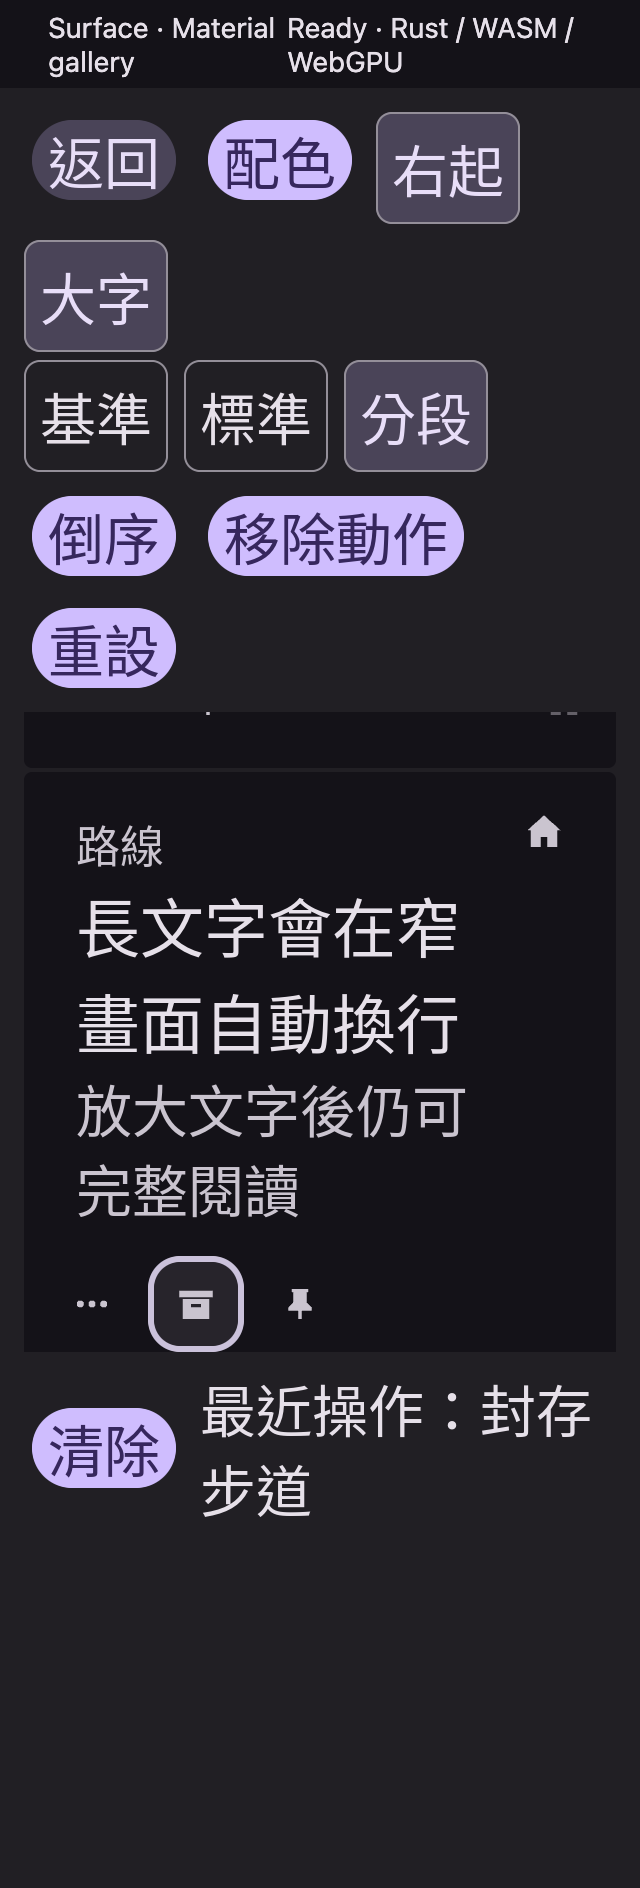 Surface · Material gallery
Ready · Rust / WASM / WebGPU
返回 配色 右起
大字
基準 標準 分段
倒序 移除動作
重設
路線
長文字會在窄
畫面自動換行
放大文字後仍可
完整閱讀
清除
最近操作：封存
步道